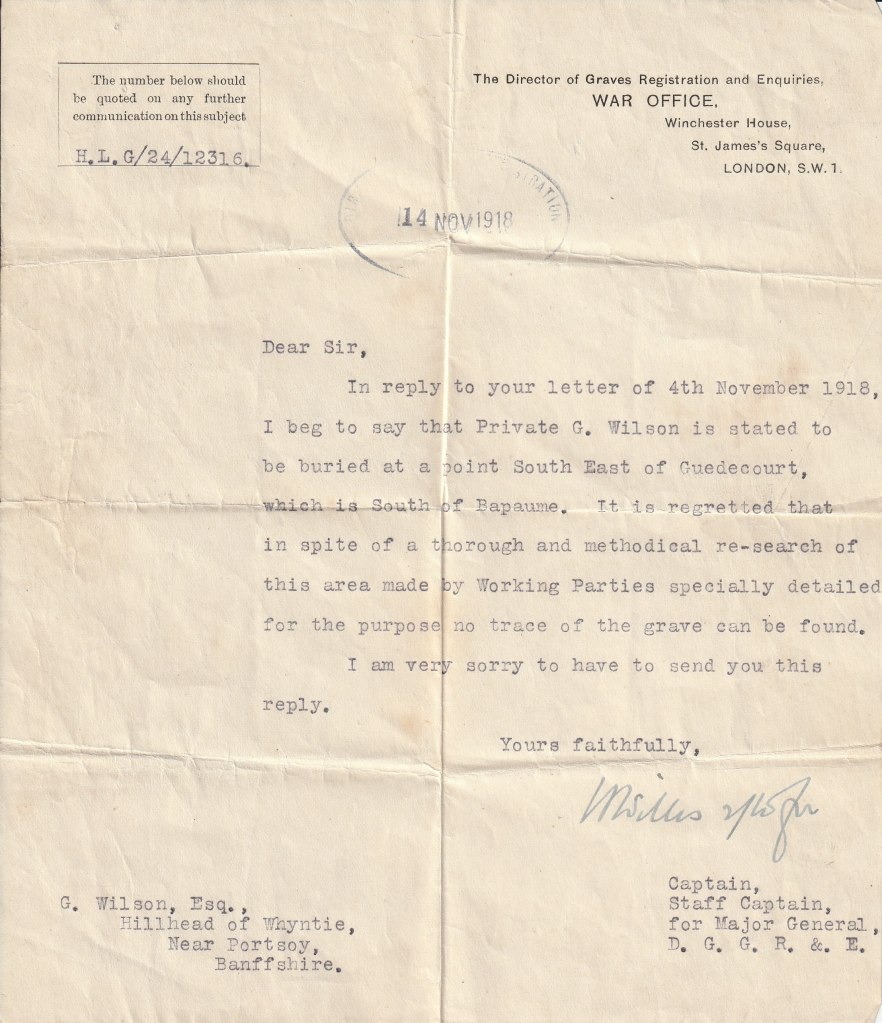 The number below should
be quoted on any further
communication on this subject
H.L.G/24/12316.
The Director of Graves Registration and Enquiries,
WAR OFFICE,
Winchester House,
St. James's Square,
LONDON, S.W.1.
14 NOV 1918
Dear Sir,
In reply to your letter of 4th November 1918,
I beg to say that Private G. Wilson is stated to
be buried at a point South East of Guedecourt,
which is South of Bapaume. It is regretted that
in spite of a thorough and methodical re-search of
this area made by Working Parties specially detailed
for the purpose no trace of the grave can be found.
I am very sorry to have to send you this
reply.
Yours faithfully,
Captain,
Staff Captain,
for Major General,
D. G. G. R. &. E.
G. Wilson, Esq.,
Hillhead of Whyntie,
Near Portsoy,
Banffshire.